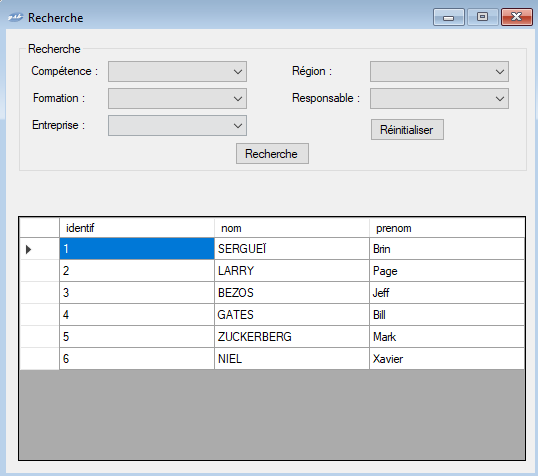 Recherche
Recherche
Compétence : Région :
Formation : Responsable :
Entreprise : Réinitialiser
Recherche
identif nom prenom
1 SERGUEÏ Brin
2 LARRY Page
3 BEZOS Jeff
4 GATES Bill
5 ZUCKERBERG Mark
6 NIEL Xavier